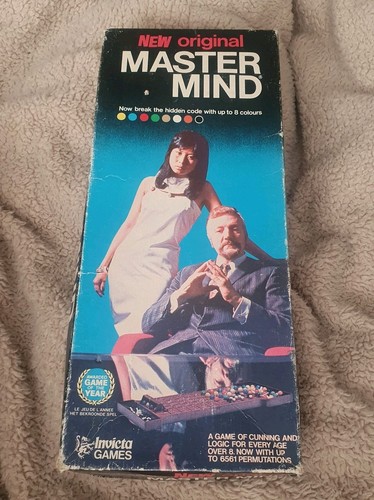 NEW original
MASTER
MIND
Now break the hidden code with up to 8 colours
AWARDED
GAME
OF THE
YEAR
LE JEU DE L'ANNEE
HET BEKROONDE SPEL
Invicta
GAMES
A GAME OF CUNNING AND
LOGIC FOR EVERY AGE
OVER 8. NOW WITH UP
TO 6561 PERMUTATIONS